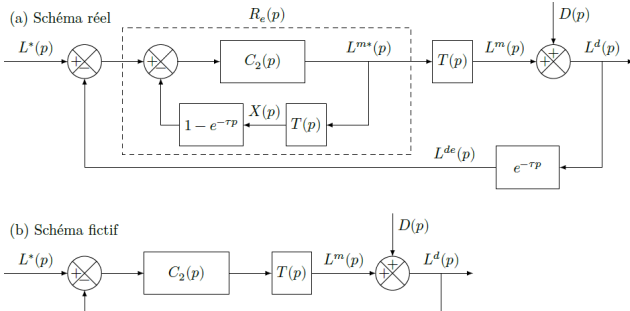 (a) Schéma réel
R_e(p)
D(p)
L*(p)
+
−
+
−
C_2(p)
L^{m*}(p)
T(p)
L^m(p)
+
+
L^d(p)
1 − e^{−τp}
X(p)
T(p)
L^{de}(p)
e^{−τp}
(b) Schéma fictif
D(p)
L*(p)
+
−
C_2(p)
T(p)
L^m(p)
+
+
L^d(p)